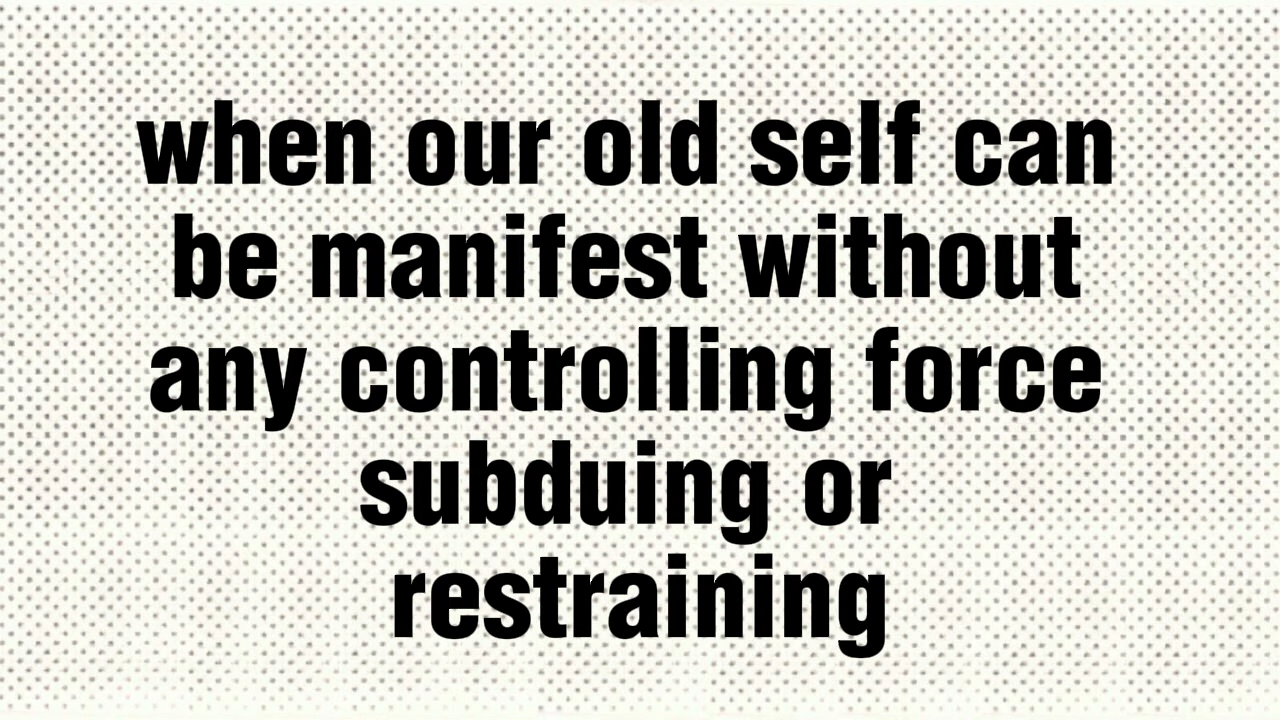 when our old self can
be manifest without
any controlling force
subduing or
restraining